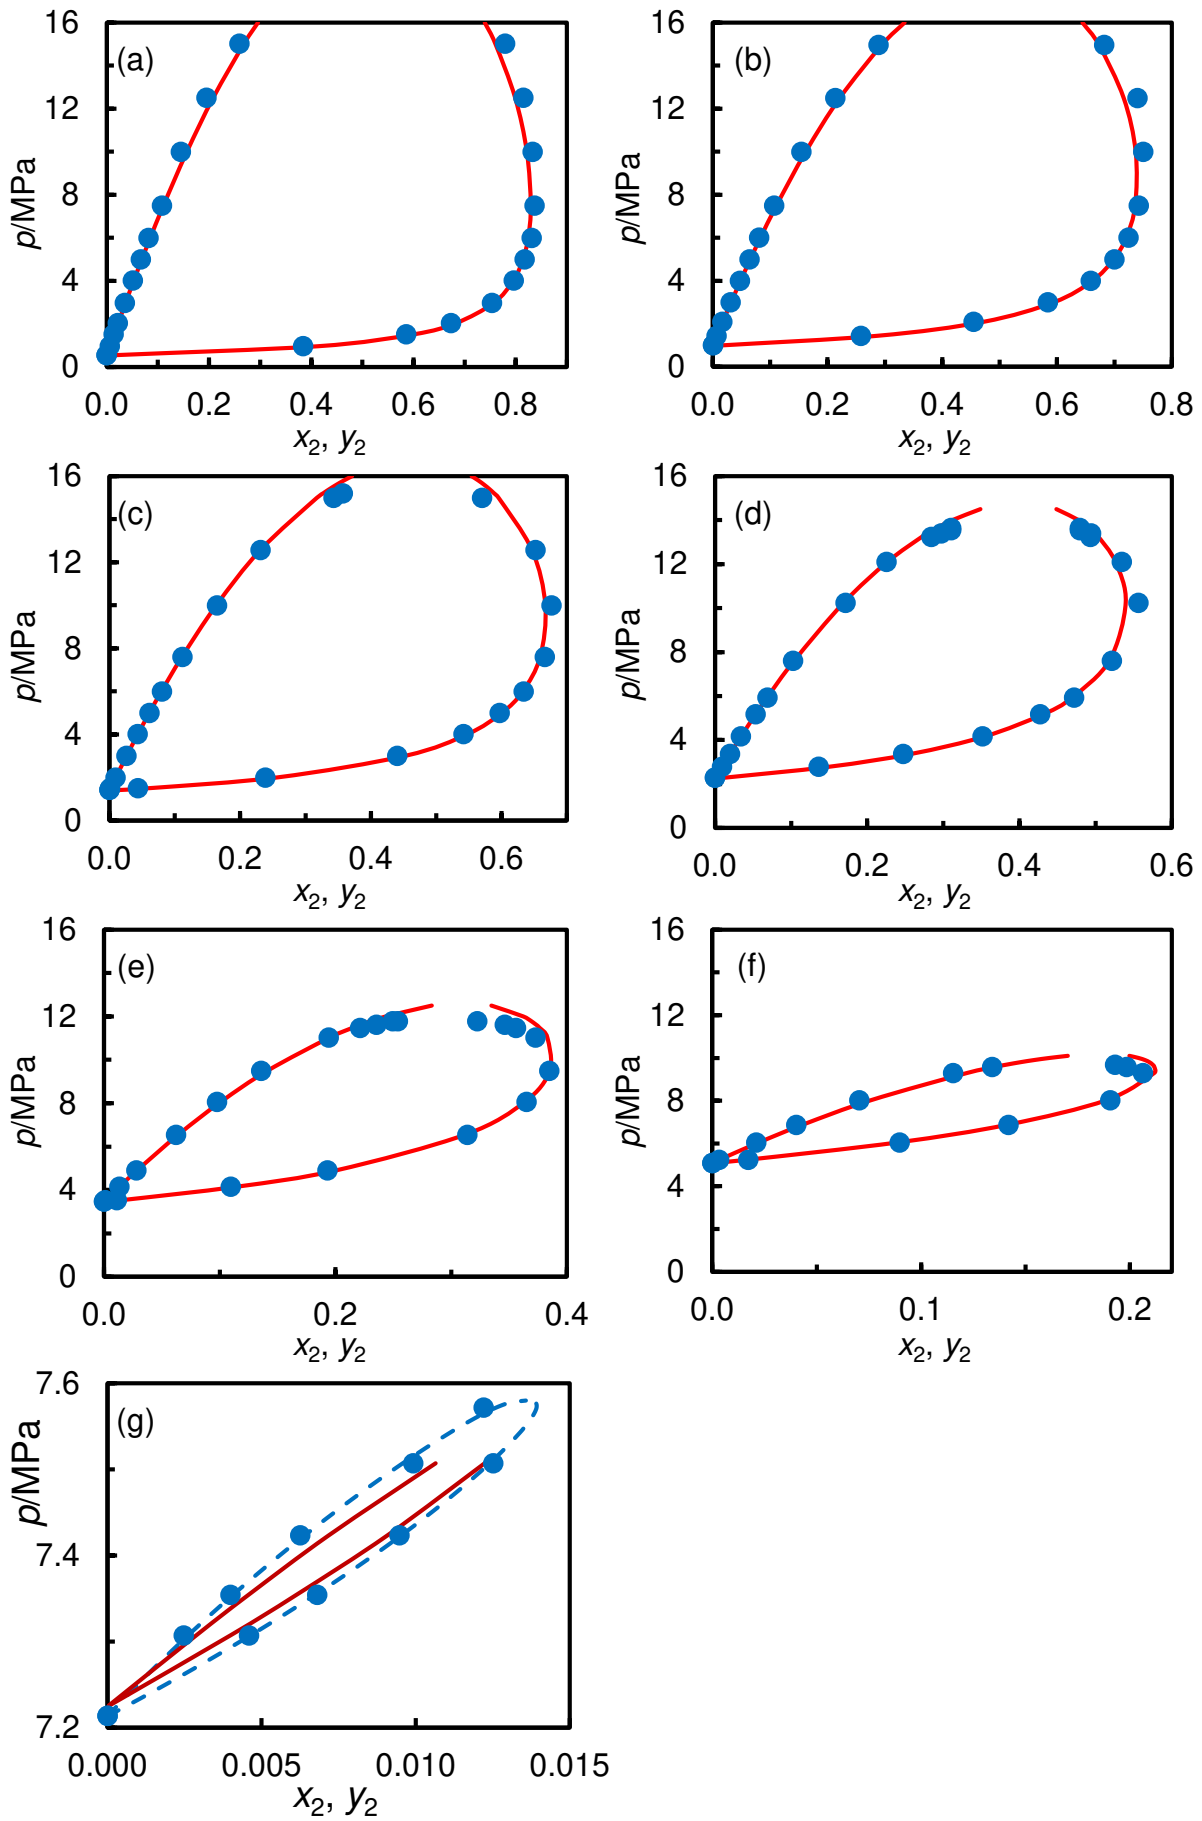 16
12
8
4
0
p/MPa
(a)
0.0 0.2 0.4 0.6 0.8
x2, y2
16
12
8
4
0
p/MPa
(b)
0.0 0.2 0.4 0.6 0.8
x2, y2
16
12
8
4
0
p/MPa
(c)
0.0 0.2 0.4 0.6
x2, y2
16
12
8
4
0
p/MPa
(d)
0.0 0.2 0.4 0.6
x2, y2
16
12
8
4
0
p/MPa
(e)
0.0 0.2 0.4
x2, y2
16
12
8
4
0
p/MPa
(f)
0.0 0.1 0.2
x2, y2
7.6
7.4
7.2
p/MPa
(g)
0.000 0.005 0.010 0.015
x2, y2